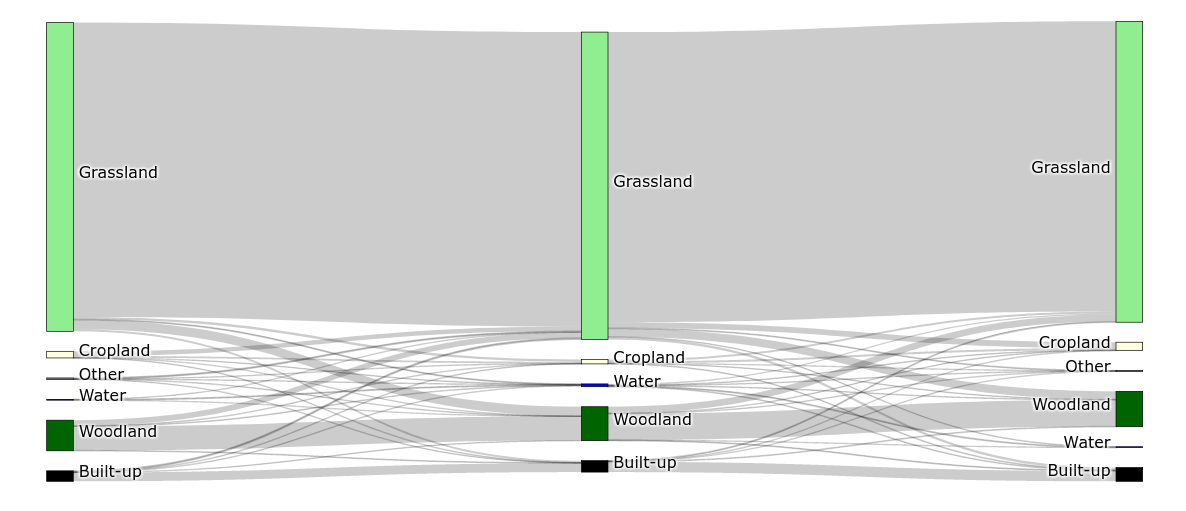 Grassland
Cropland
Other
Water
Woodland
Built-up
Grassland
Cropland
Water
Woodland
Built-up
Grassland
Cropland
Other
Woodland
Water
Built-up